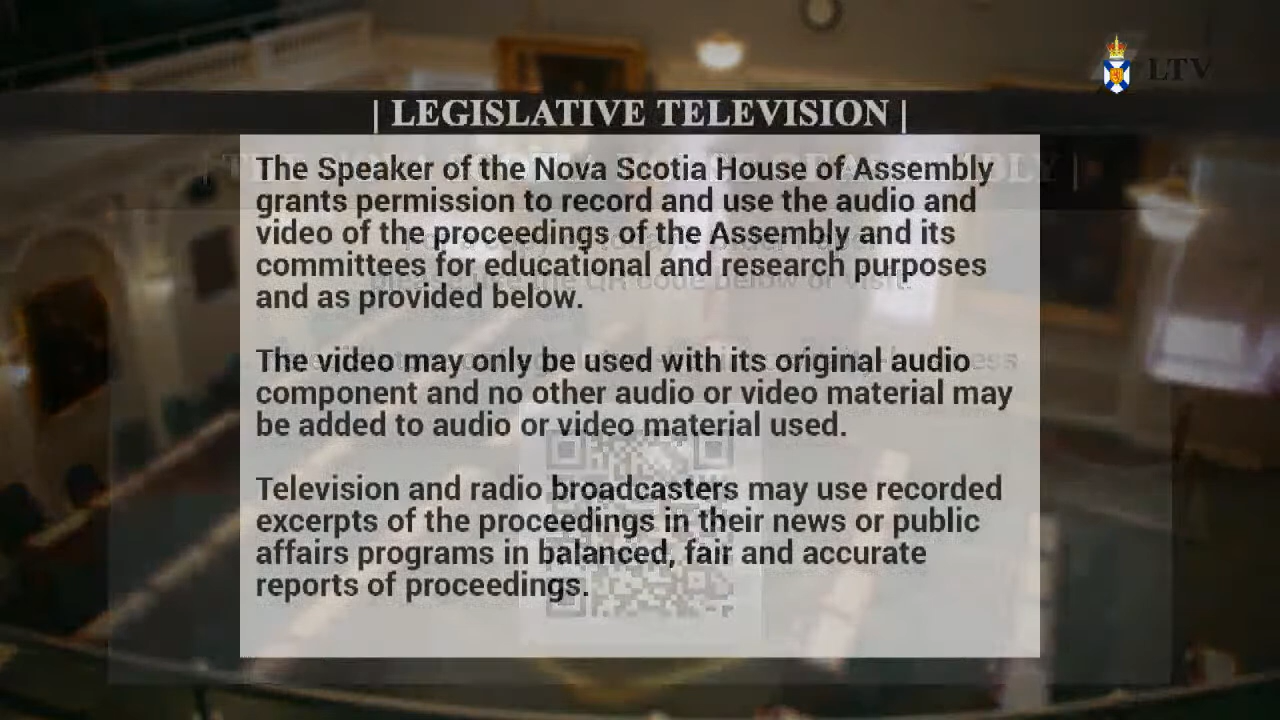 LTV
| LEGISLATIVE TELEVISION |
The Speaker of the Nova Scotia House of Assembly
grants permission to record and use the audio and
video of the proceedings of the Assembly and its
committees for educational and research purposes
and as provided below.
The video may only be used with its original audio
component and no other audio or video material may
be added to audio or video material used.
Television and radio broadcasters may use recorded
excerpts of the proceedings in their news or public
affairs programs in balanced, fair and accurate
reports of proceedings.